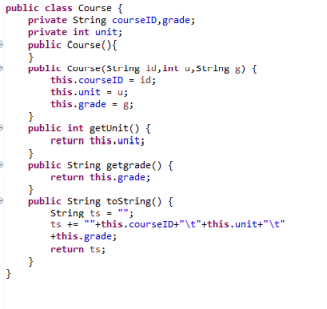 public class Course {
private String courseID,grade;
private int unit;
public Course(){
}
public Course(String id,int u,String g) {
this.courseID = id;
this.unit = u;
this.grade = g;
}
public int getUnit() {
return this.unit;
}
public String getgrade() {
return this.grade;
}
public String toString() {
String ts = "";
ts += ""+this.courseID+"\t"+this.unit+"\t"
+this.grade;
return ts;
}
}